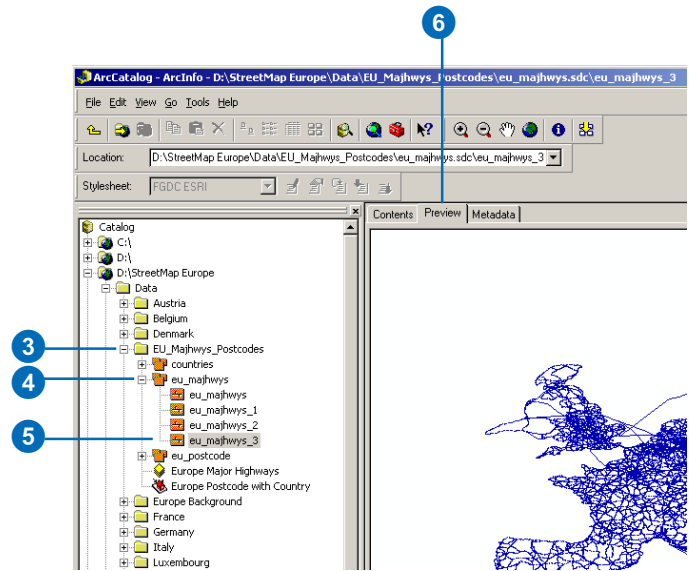 6
ArcCatalog - ArcInfo - D:\StreetMap Europe\Data\EU_Majhwys_Postcodes\eu_majhwys.sdc\eu_majhwys_3
File Edit View Go Tools Help
Location: D:\StreetMap Europe\Data\EU_Majhwys_Postcodes\eu_majhwys.sdc\eu_majhwys_3
Stylesheet: FGDC ESRI
Contents Preview Metadata
Catalog
C:\
D:\
D:\StreetMap Europe
Data
Austria
Belgium
Denmark
3 EU_Majhwys_Postcodes
countries
4 eu_majhwys
eu_majhwys
eu_majhwys_1
eu_majhwys_2
5 eu_majhwys_3
eu_postcode
Europe Major Highways
Europe Postcode with Country
Europe Background
France
Germany
Italy
Luxembourg